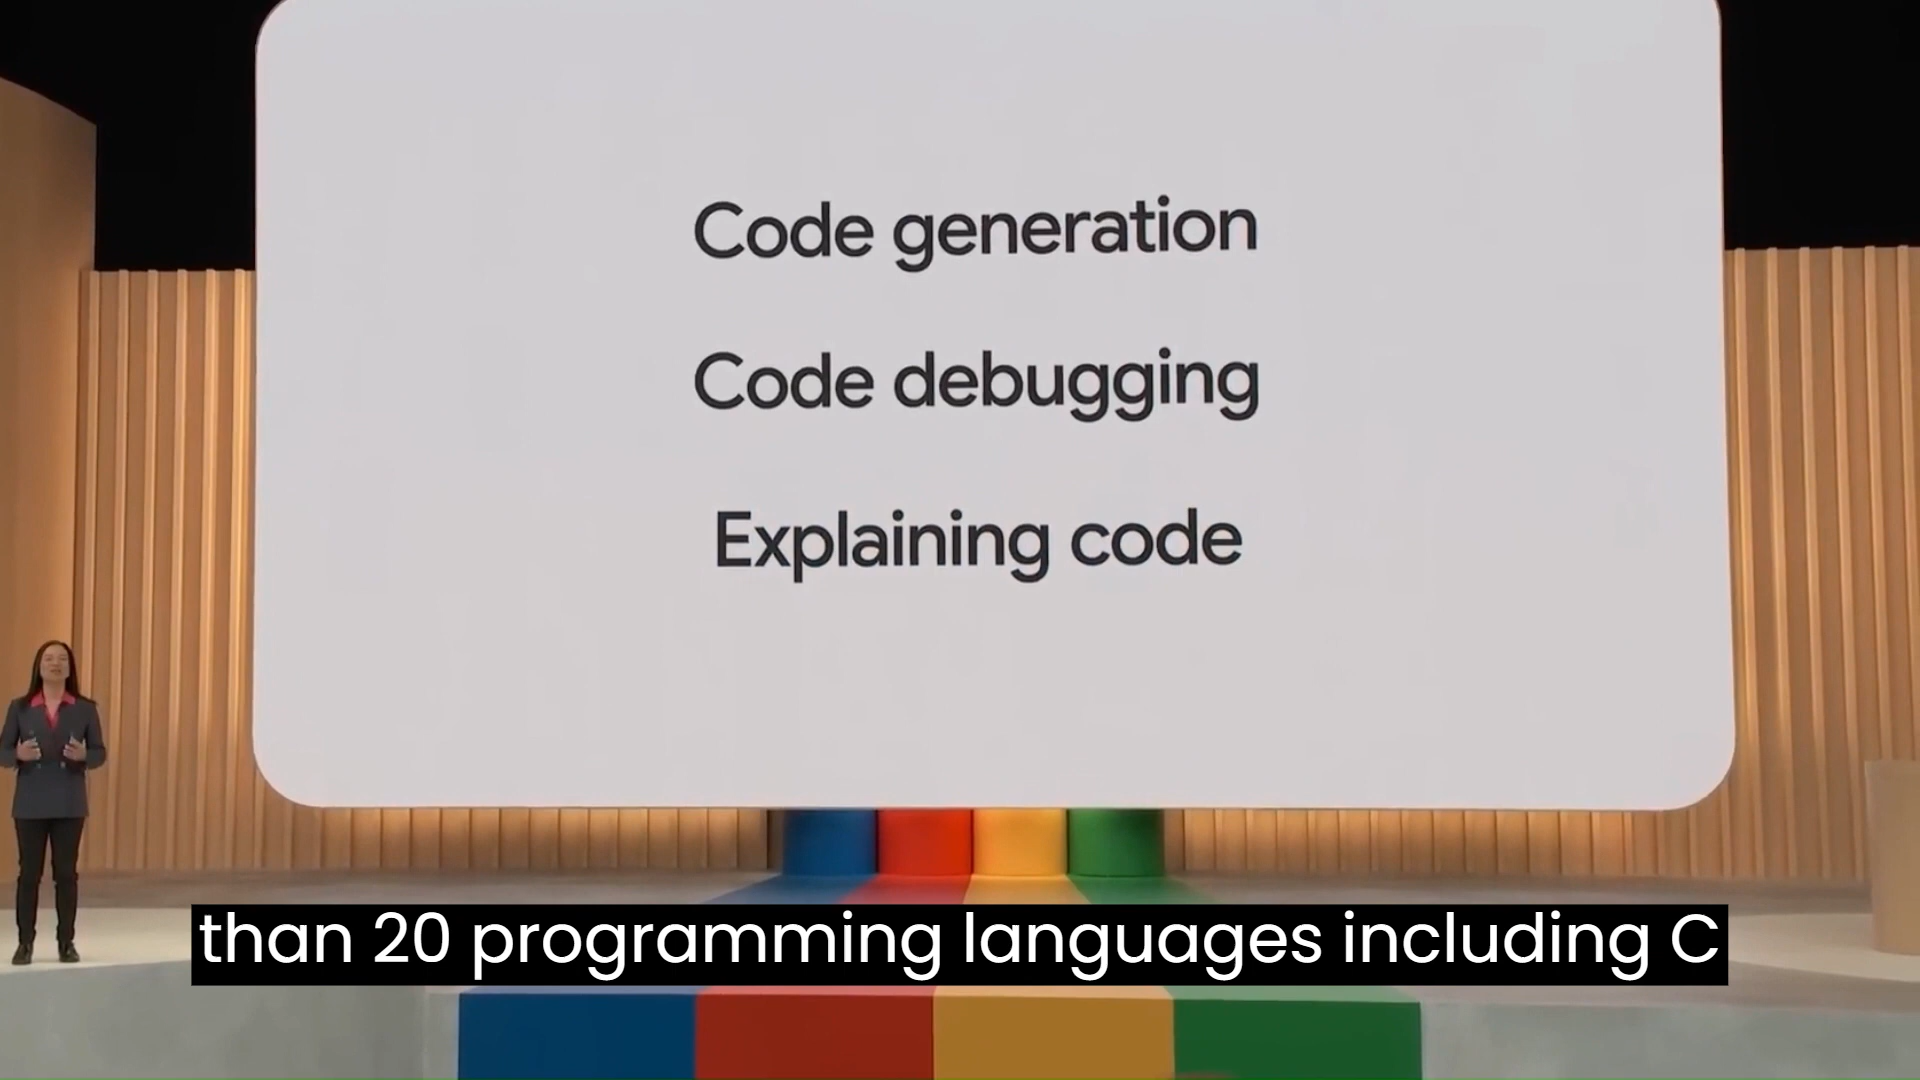 Code generation
Code debugging
Explaining code
than 20 programming languages including C